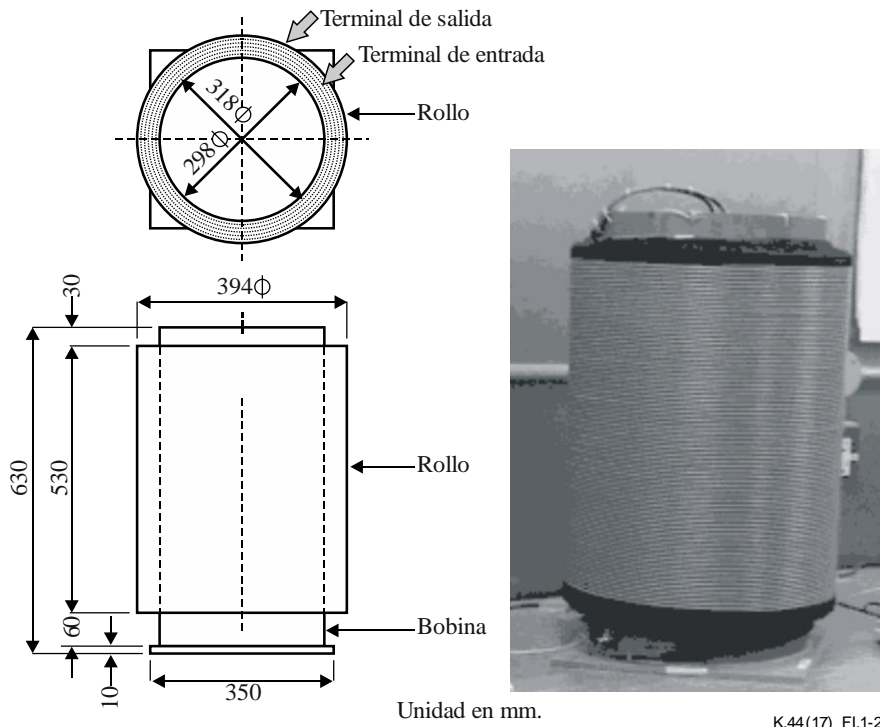 Terminal de salida
Terminal de entrada
318Φ
298Φ
Rollo
394Φ
30
630
530
Rollo
60
Bobina
10
350
Unidad en mm.
K.44(17)_FI.1-2